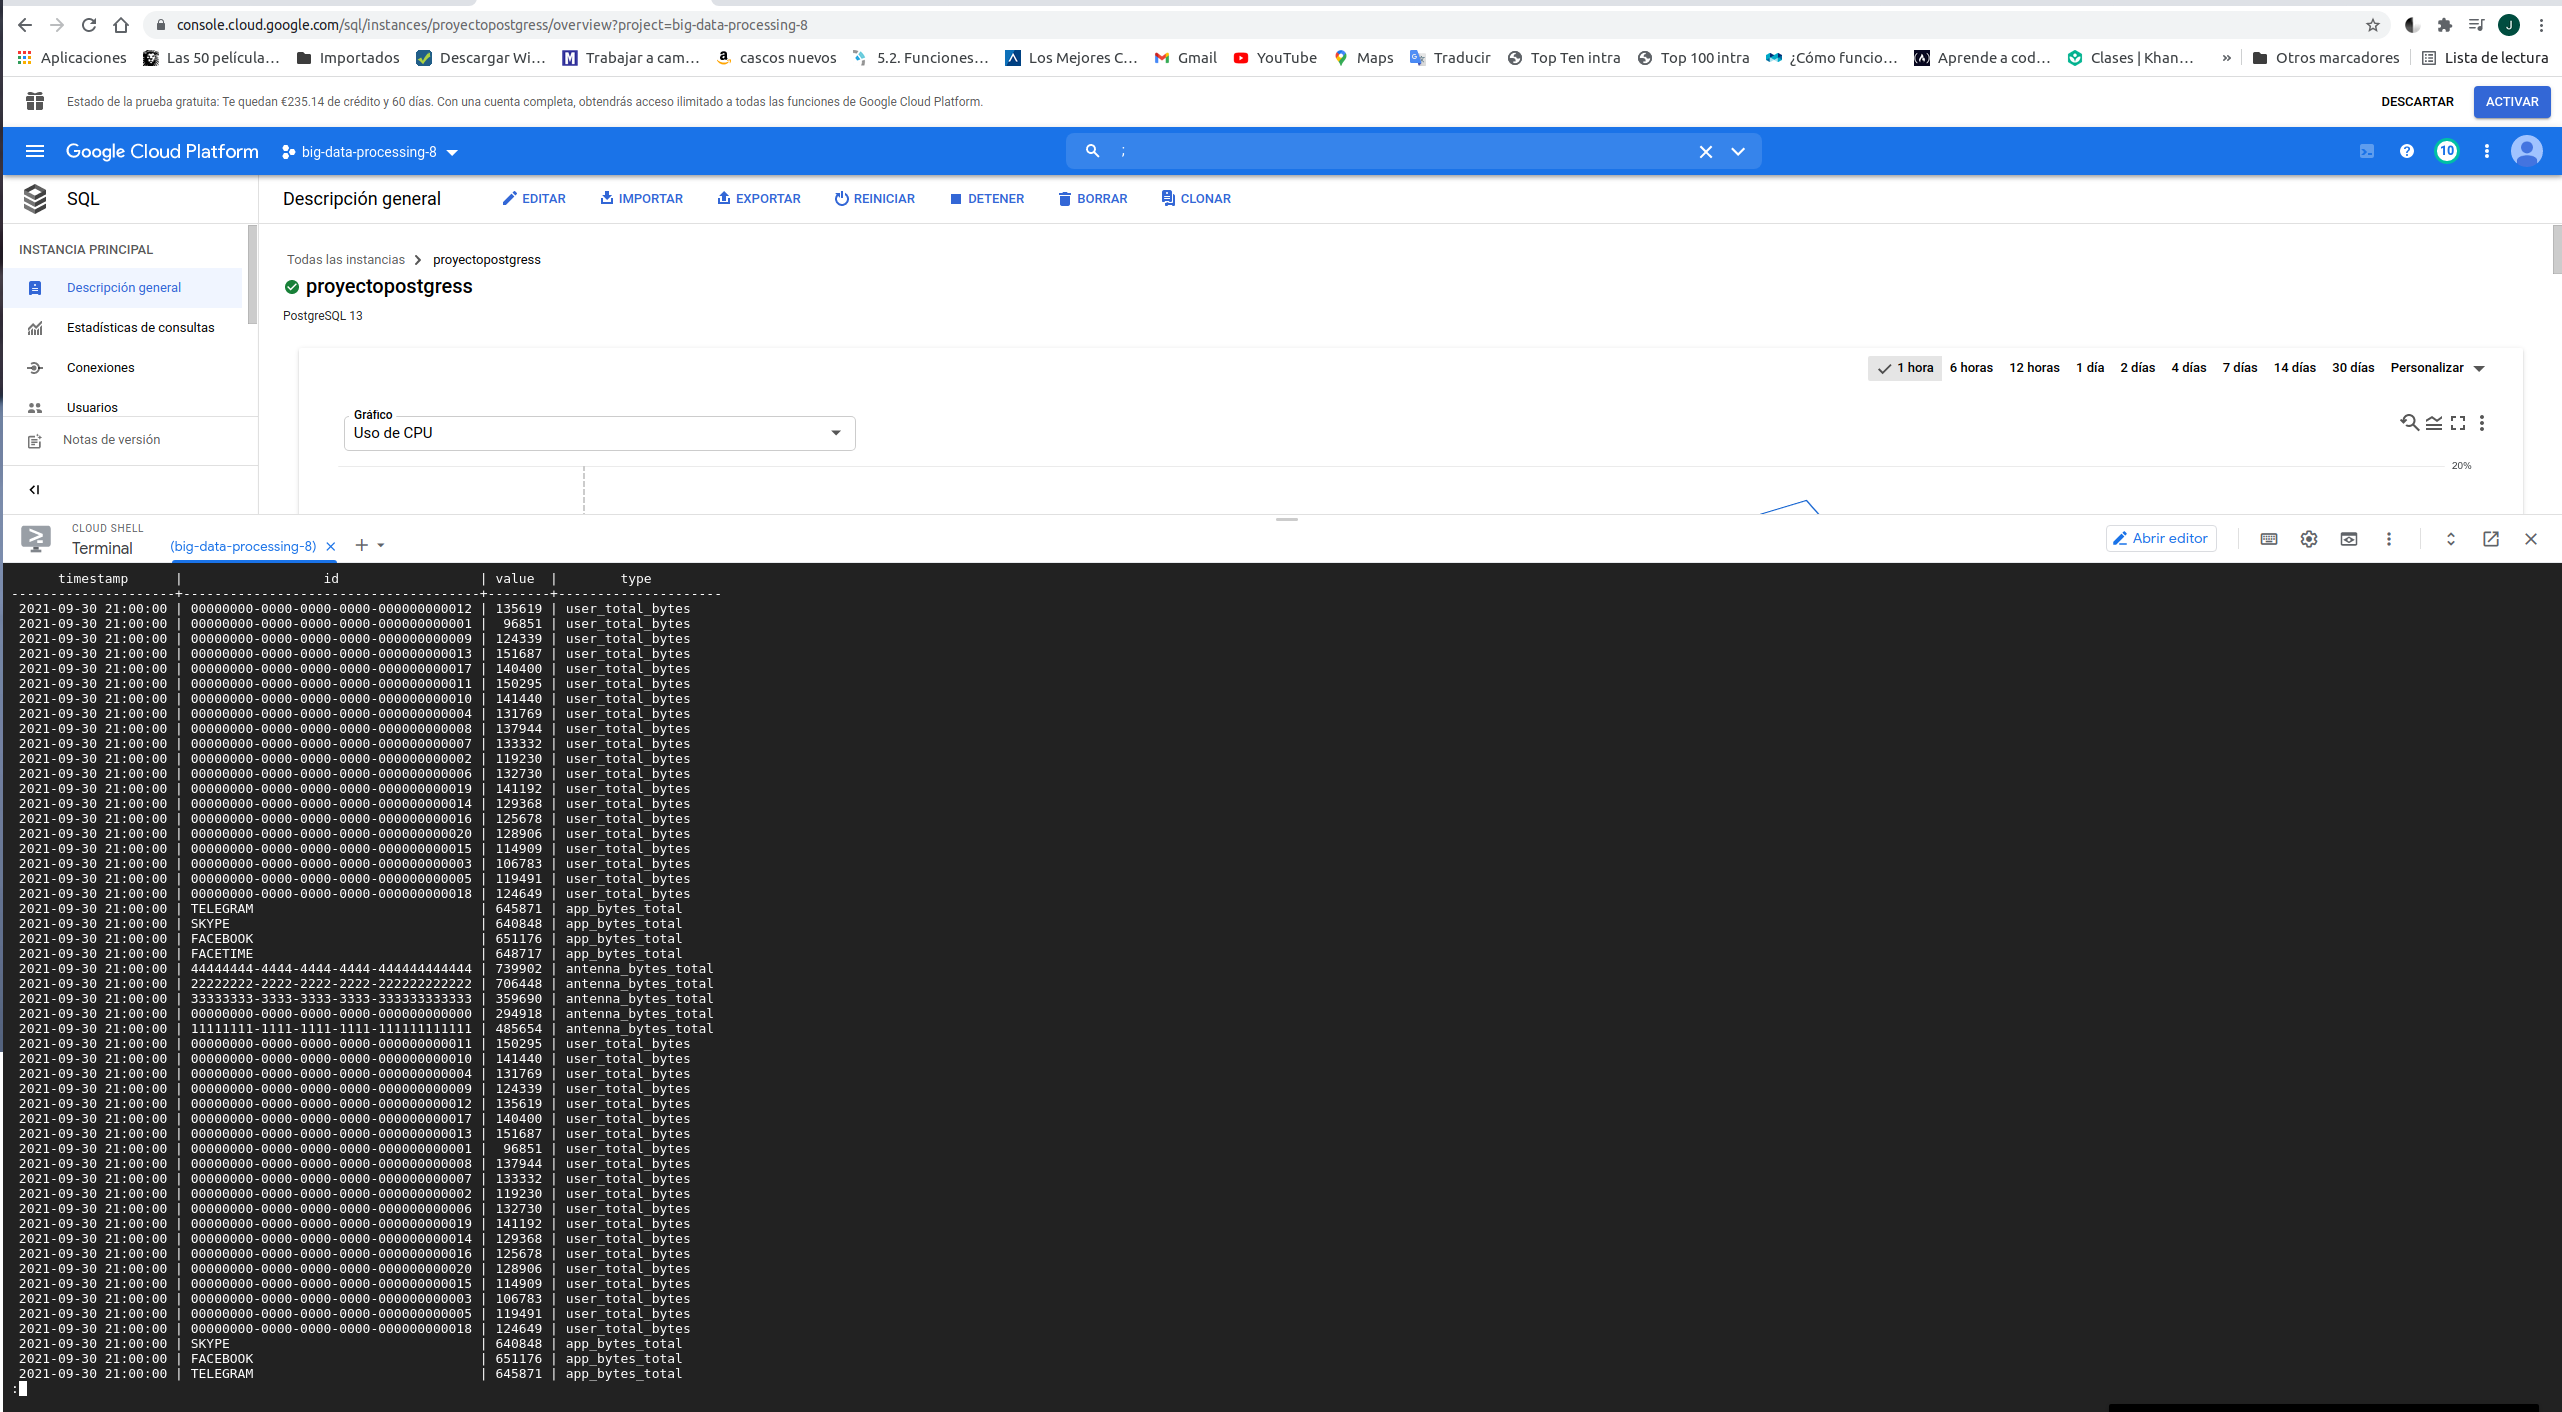 console.cloud.google.com/sql/instances/proyectopostgress/overview?project=big-data-processing-8
J
Aplicaciones Las 50 película... Importados Descargar Wi... Trabajar a cam... cascos nuevos 5.2. Funciones... Los Mejores C... Gmail YouTube Maps Traducir Top Ten intra Top 100 intra ¿Cómo funcio... Aprende a cod... Clases | Khan... » Otros marcadores Lista de lectura
Estado de la prueba gratuita: Te quedan €235.14 de crédito y 60 días. Con una cuenta completa, obtendrás acceso ilimitado a todas las funciones de Google Cloud Platform. DESCARTAR ACTIVAR
Google Cloud Platform big-data-processing-8 ; 10
SQL Descripción general EDITAR IMPORTAR EXPORTAR REINICIAR DETENER BORRAR CLONAR
INSTANCIA PRINCIPAL
Descripción general
Estadísticas de consultas
Conexiones
Usuarios
Notas de versión
Todas las instancias > proyectopostgress
proyectopostgress
PostgreSQL 13
1 hora 6 horas 12 horas 1 día 2 días 4 días 7 días 14 días 30 días Personalizar
Gráfico
Uso de CPU
20%
CLOUD SHELL
Terminal (big-data-processing-8) Abrir editor
timestamp | id | value | type
---------------------+--------------------------------------+--------+---------------------
2021-09-30 21:00:00 | 00000000-0000-0000-0000-000000000012 | 135619 | user_total_bytes
2021-09-30 21:00:00 | 00000000-0000-0000-0000-000000000001 | 96851 | user_total_bytes
2021-09-30 21:00:00 | 00000000-0000-0000-0000-000000000009 | 124339 | user_total_bytes
2021-09-30 21:00:00 | 00000000-0000-0000-0000-000000000013 | 151687 | user_total_bytes
2021-09-30 21:00:00 | 00000000-0000-0000-0000-000000000017 | 140400 | user_total_bytes
2021-09-30 21:00:00 | 00000000-0000-0000-0000-000000000011 | 150295 | user_total_bytes
2021-09-30 21:00:00 | 00000000-0000-0000-0000-000000000010 | 141440 | user_total_bytes
2021-09-30 21:00:00 | 00000000-0000-0000-0000-000000000004 | 131769 | user_total_bytes
2021-09-30 21:00:00 | 00000000-0000-0000-0000-000000000008 | 137944 | user_total_bytes
2021-09-30 21:00:00 | 00000000-0000-0000-0000-000000000007 | 133332 | user_total_bytes
2021-09-30 21:00:00 | 00000000-0000-0000-0000-000000000002 | 119230 | user_total_bytes
2021-09-30 21:00:00 | 00000000-0000-0000-0000-000000000006 | 132730 | user_total_bytes
2021-09-30 21:00:00 | 00000000-0000-0000-0000-000000000019 | 141192 | user_total_bytes
2021-09-30 21:00:00 | 00000000-0000-0000-0000-000000000014 | 129368 | user_total_bytes
2021-09-30 21:00:00 | 00000000-0000-0000-0000-000000000016 | 125678 | user_total_bytes
2021-09-30 21:00:00 | 00000000-0000-0000-0000-000000000020 | 128906 | user_total_bytes
2021-09-30 21:00:00 | 00000000-0000-0000-0000-000000000015 | 114909 | user_total_bytes
2021-09-30 21:00:00 | 00000000-0000-0000-0000-000000000003 | 106783 | user_total_bytes
2021-09-30 21:00:00 | 00000000-0000-0000-0000-000000000005 | 119491 | user_total_bytes
2021-09-30 21:00:00 | 00000000-0000-0000-0000-000000000018 | 124649 | user_total_bytes
2021-09-30 21:00:00 | TELEGRAM | 645871 | app_bytes_total
2021-09-30 21:00:00 | SKYPE | 640848 | app_bytes_total
2021-09-30 21:00:00 | FACEBOOK | 651176 | app_bytes_total
2021-09-30 21:00:00 | FACETIME | 648717 | app_bytes_total
2021-09-30 21:00:00 | 44444444-4444-4444-4444-444444444444 | 739902 | antenna_bytes_total
2021-09-30 21:00:00 | 22222222-2222-2222-2222-222222222222 | 706448 | antenna_bytes_total
2021-09-30 21:00:00 | 33333333-3333-3333-3333-333333333333 | 359690 | antenna_bytes_total
2021-09-30 21:00:00 | 00000000-0000-0000-0000-000000000000 | 294918 | antenna_bytes_total
2021-09-30 21:00:00 | 11111111-1111-1111-1111-111111111111 | 485654 | antenna_bytes_total
2021-09-30 21:00:00 | 00000000-0000-0000-0000-000000000011 | 150295 | user_total_bytes
2021-09-30 21:00:00 | 00000000-0000-0000-0000-000000000010 | 141440 | user_total_bytes
2021-09-30 21:00:00 | 00000000-0000-0000-0000-000000000004 | 131769 | user_total_bytes
2021-09-30 21:00:00 | 00000000-0000-0000-0000-000000000009 | 124339 | user_total_bytes
2021-09-30 21:00:00 | 00000000-0000-0000-0000-000000000012 | 135619 | user_total_bytes
2021-09-30 21:00:00 | 00000000-0000-0000-0000-000000000017 | 140400 | user_total_bytes
2021-09-30 21:00:00 | 00000000-0000-0000-0000-000000000013 | 151687 | user_total_bytes
2021-09-30 21:00:00 | 00000000-0000-0000-0000-000000000001 | 96851 | user_total_bytes
2021-09-30 21:00:00 | 00000000-0000-0000-0000-000000000008 | 137944 | user_total_bytes
2021-09-30 21:00:00 | 00000000-0000-0000-0000-000000000007 | 133332 | user_total_bytes
2021-09-30 21:00:00 | 00000000-0000-0000-0000-000000000002 | 119230 | user_total_bytes
2021-09-30 21:00:00 | 00000000-0000-0000-0000-000000000006 | 132730 | user_total_bytes
2021-09-30 21:00:00 | 00000000-0000-0000-0000-000000000019 | 141192 | user_total_bytes
2021-09-30 21:00:00 | 00000000-0000-0000-0000-000000000014 | 129368 | user_total_bytes
2021-09-30 21:00:00 | 00000000-0000-0000-0000-000000000016 | 125678 | user_total_bytes
2021-09-30 21:00:00 | 00000000-0000-0000-0000-000000000020 | 128906 | user_total_bytes
2021-09-30 21:00:00 | 00000000-0000-0000-0000-000000000015 | 114909 | user_total_bytes
2021-09-30 21:00:00 | 00000000-0000-0000-0000-000000000003 | 106783 | user_total_bytes
2021-09-30 21:00:00 | 00000000-0000-0000-0000-000000000005 | 119491 | user_total_bytes
2021-09-30 21:00:00 | 00000000-0000-0000-0000-000000000018 | 124649 | user_total_bytes
2021-09-30 21:00:00 | SKYPE | 640848 | app_bytes_total
2021-09-30 21:00:00 | FACEBOOK | 651176 | app_bytes_total
2021-09-30 21:00:00 | TELEGRAM | 645871 | app_bytes_total
: